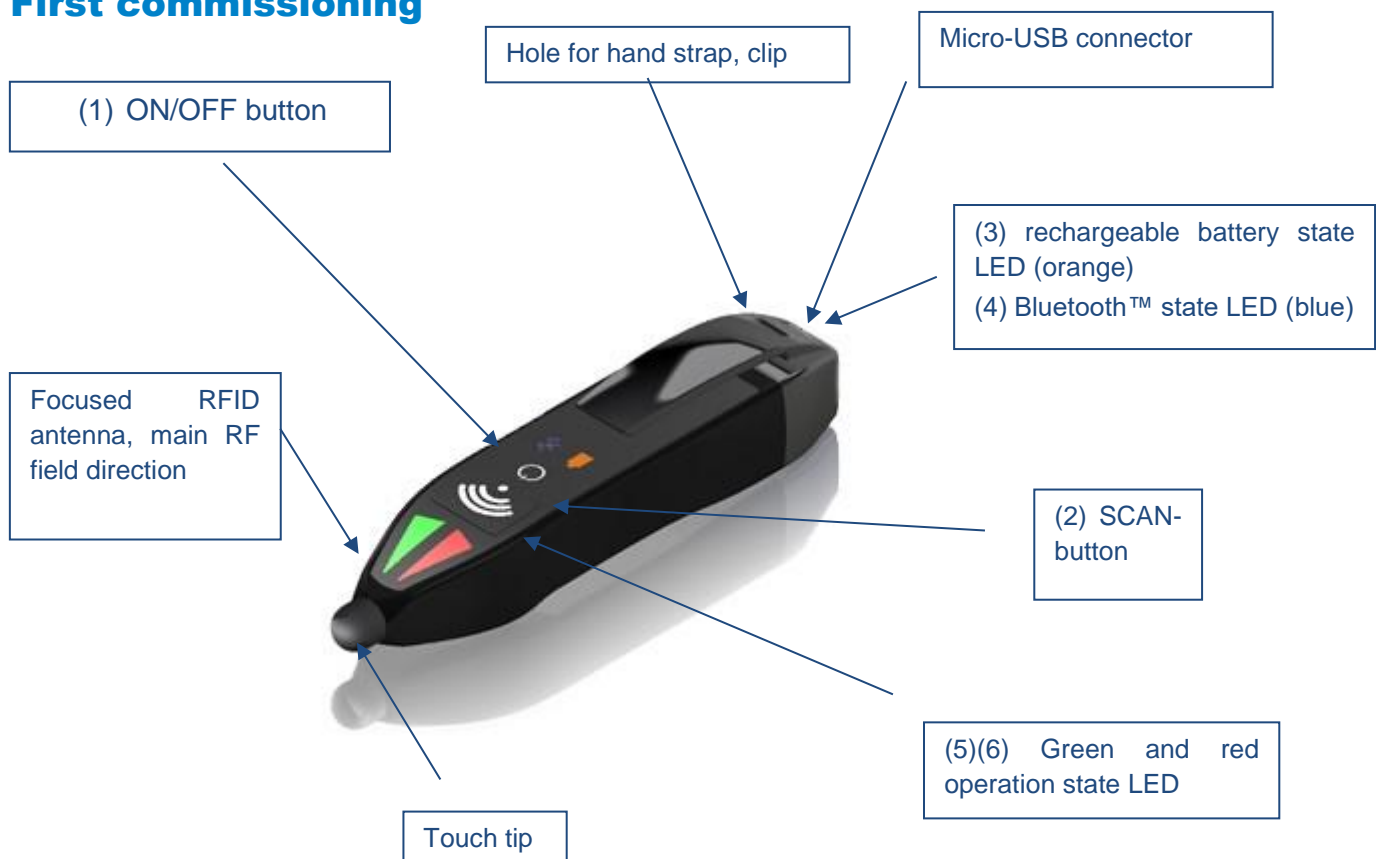 First commissioning
Hole for hand strap, clip
Micro-USB connector
(1) ON/OFF button
(3) rechargeable battery state
LED (orange)
(4) Bluetooth™ state LED (blue)
Focused RFID
antenna, main RF
field direction
(2) SCAN-
button
(5)(6) Green and red
operation state LED
Touch tip